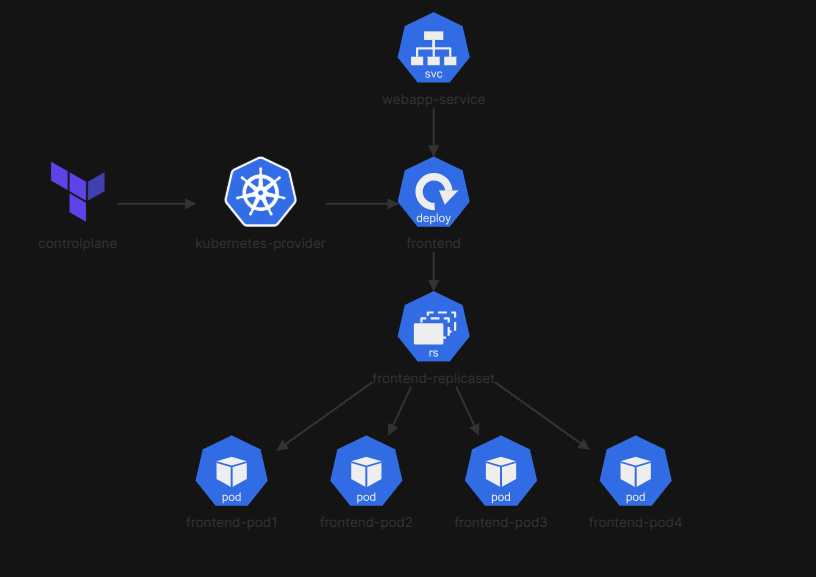 svc
webapp-service
controlplane
kubernetes-provider
deploy
frontend
rs
frontend-replicaset
pod
pod
pod
pod
frontend-pod1
frontend-pod2
frontend-pod3
frontend-pod4